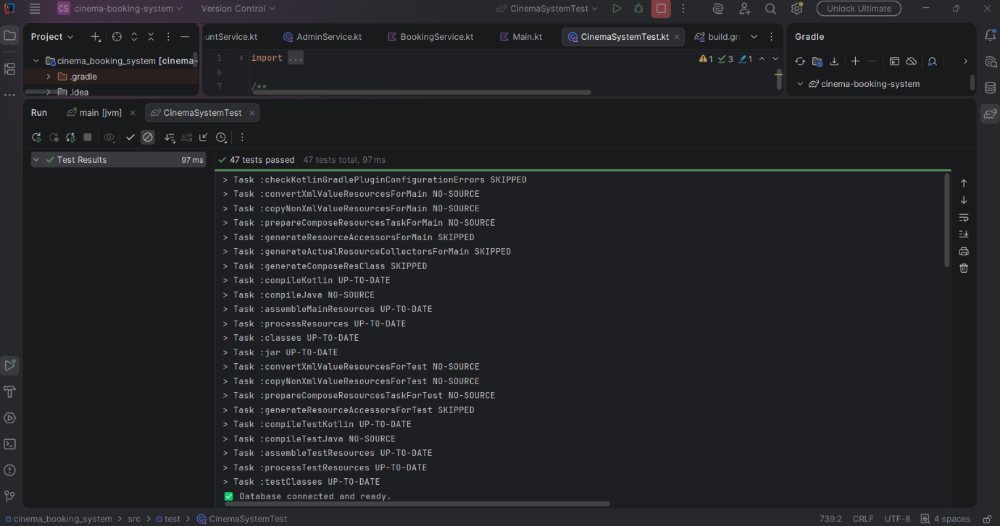 CS cinema-booking-system Version Control CinemaSystemTest Unlock Ultimate
Project untService.kt AdminService.kt BookingService.kt Main.kt CinemaSystemTest.kt build.gr Gradle
1 import ... 1 3 1
cinema_booking_system [cinema-
6
.gradle
7 /**
.idea
cinema-booking-system
Run main [jvm] CinemaSystemTest
Test Results 97 ms
47 tests passed 47 tests total, 97 ms
> Task :checkKotlinGradlePluginConfigurationErrors SKIPPED
> Task :convertXmlValueResourcesForMain NO-SOURCE
> Task :copyNonXmlValueResourcesForMain NO-SOURCE
> Task :prepareComposeResourcesTaskForMain NO-SOURCE
> Task :generateResourceAccessorsForMain SKIPPED
> Task :generateActualResourceCollectorsForMain SKIPPED
> Task :generateComposeResClass SKIPPED
> Task :compileKotlin UP-TO-DATE
> Task :compileJava NO-SOURCE
> Task :assembleMainResources UP-TO-DATE
> Task :processResources UP-TO-DATE
> Task :classes UP-TO-DATE
> Task :jar UP-TO-DATE
> Task :convertXmlValueResourcesForTest NO-SOURCE
> Task :copyNonXmlValueResourcesForTest NO-SOURCE
> Task :prepareComposeResourcesTaskForTest NO-SOURCE
> Task :generateResourceAccessorsForTest SKIPPED
> Task :compileTestKotlin UP-TO-DATE
> Task :compileTestJava NO-SOURCE
> Task :assembleTestResources UP-TO-DATE
> Task :processTestResources UP-TO-DATE
> Task :testClasses UP-TO-DATE
✅ Database connected and ready.
cinema_booking_system > src > test > CinemaSystemTest 739:2 CRLF UTF-8 4 spaces